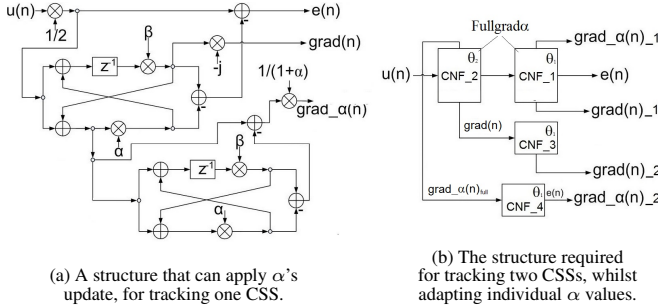 u(n)
e(n)
1/2
β
grad(n)
-j
z⁻¹
1/(1+α)
grad_α(n)
α
β
z⁻¹
α
-
-
-
-
(a) A structure that can apply α's
update, for tracking one CSS.
Fullgradα
grad_α(n)_1
θ₂
θ₁
u(n)
CNF_2
CNF_1
e(n)
grad(n)_1
grad(n)
θ₁
CNF_3
grad(n)_2
grad_α(n)full
θ₁
e(n)
CNF_4
grad_α(n)_2
(b) The structure required
for tracking two CSSs, whilst
adapting individual α values.